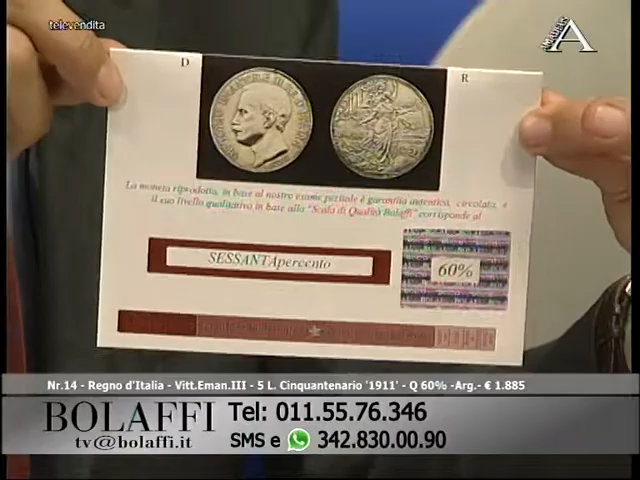 televendita
AMADEUS
A
D
R
La moneta riprodotta, in base al nostro esame peritale è garantita autentica, circolata, e
il suo livello qualitativo in base alla "Scala di Qualità Bolaffi" corrisponde al
SESSANTApercento
60%
Nr.14 - Regno d'Italia - Vitt.Eman.III - 5 L. Cinquantenario '1911' - Q 60% -Arg.- € 1.885
BOLAFFI
Tel: 011.55.76.346
tv@bolaffi.it
SMS e 342.830.00.90